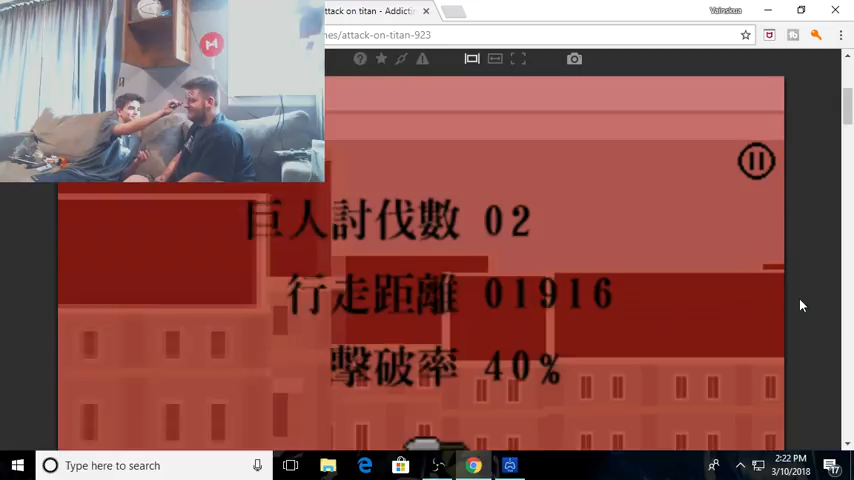 attack on titan - Addictin
Vainskua
nes/attack-on-titan-923
巨人討伐數 02
行走距離 01916
擊破率 40%
Type here to search
2:22 PM
3/10/2018
17